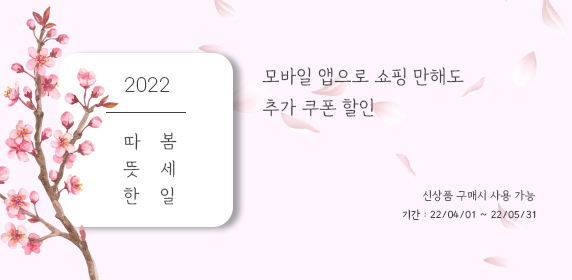 2022
따뜻한
봄세일
모바일 앱으로 쇼핑 만해도
추가 쿠폰 할인
신상품 구매시 사용 가능
기간 : 22/04/01 ~ 22/05/31